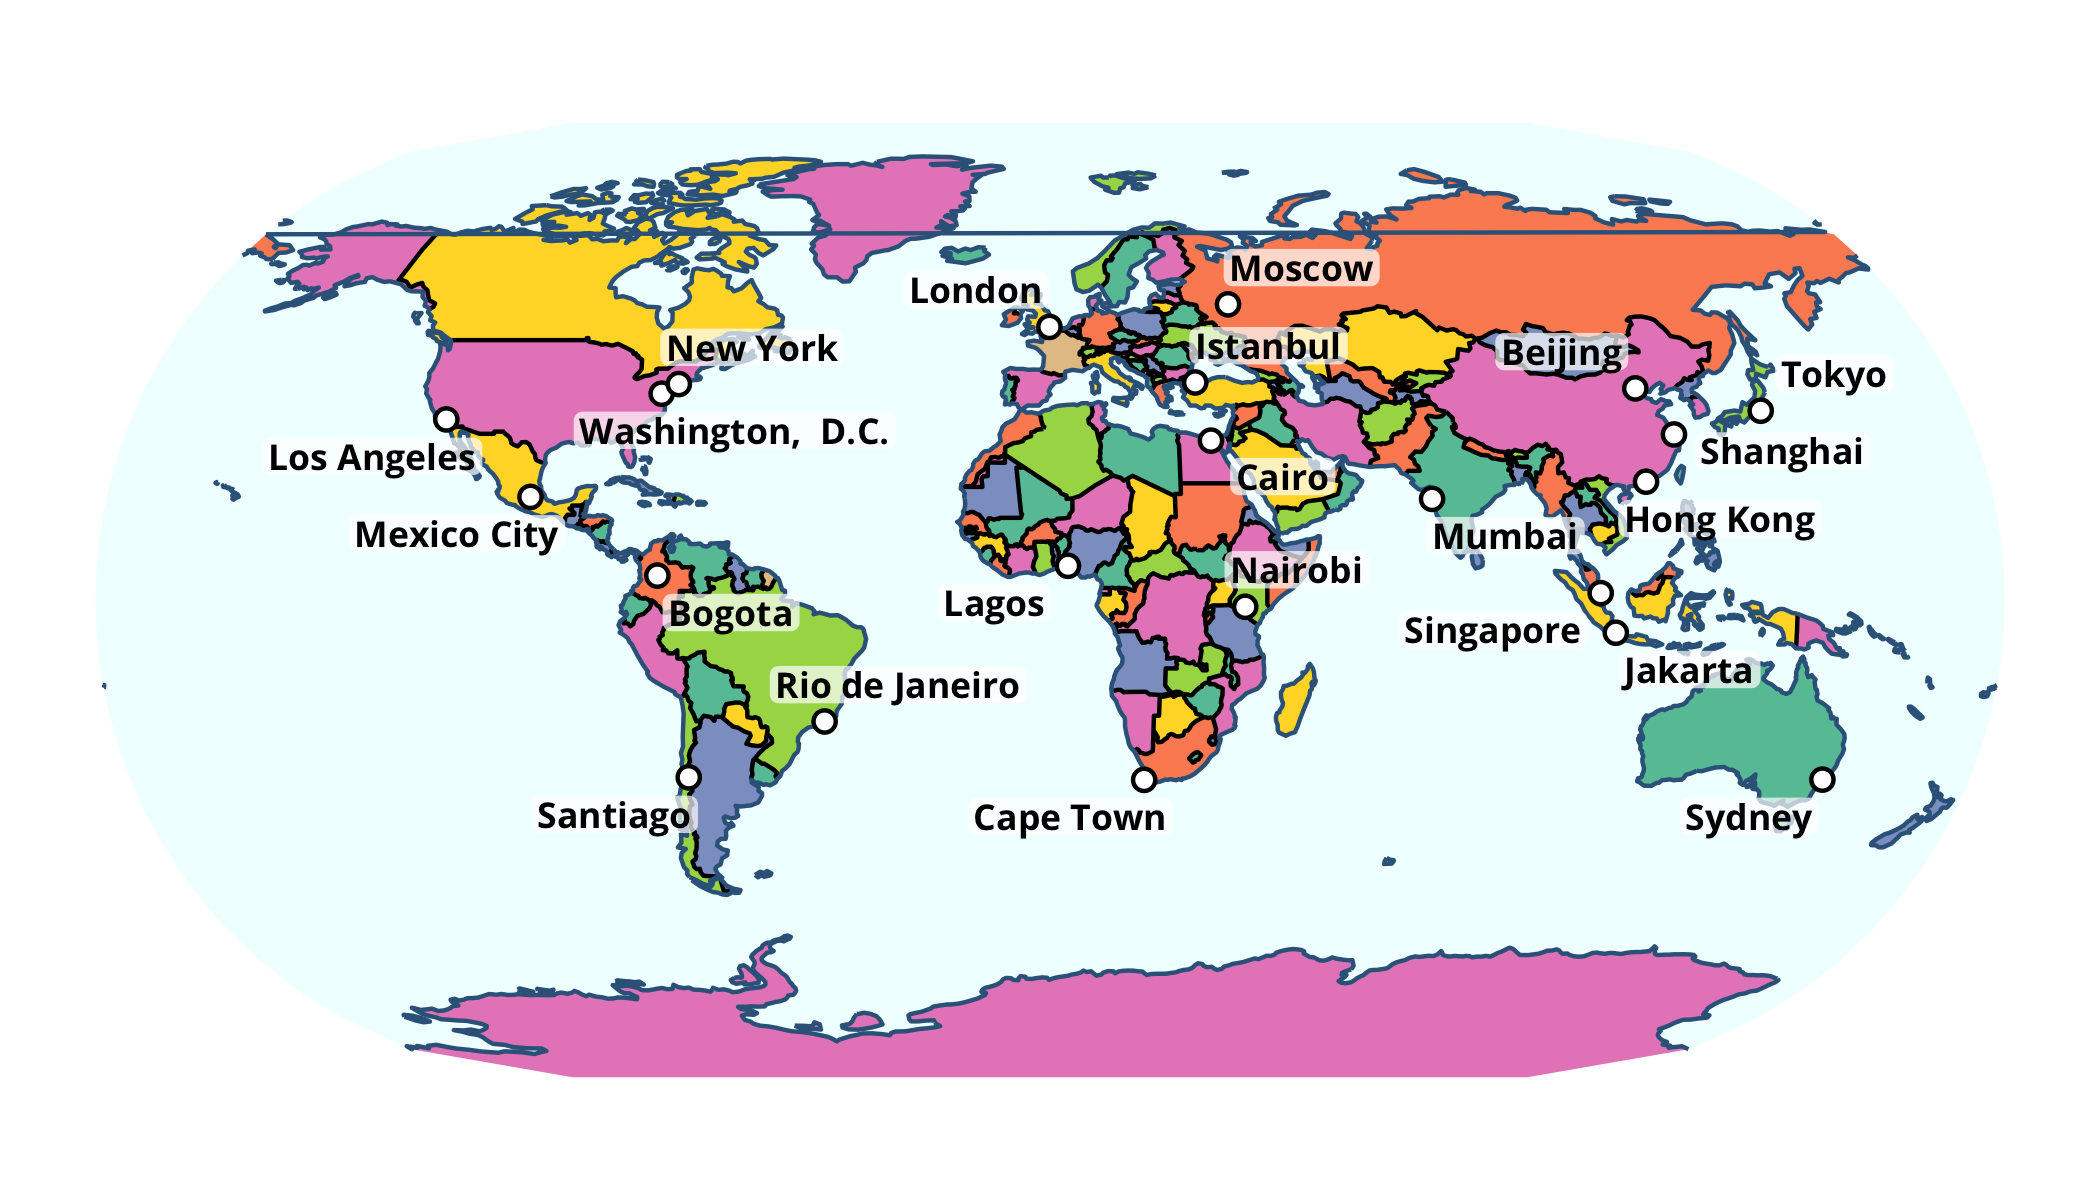 Moscow
London
Istanbul
New York
Beijing
Tokyo
Washington,  D.C.
Los Angeles
Shanghai
Cairo
Mexico City
Mumbai
Hong Kong
Nairobi
Lagos
Bogota
Singapore
Jakarta
Rio de Janeiro
Santiago
Cape Town
Sydney